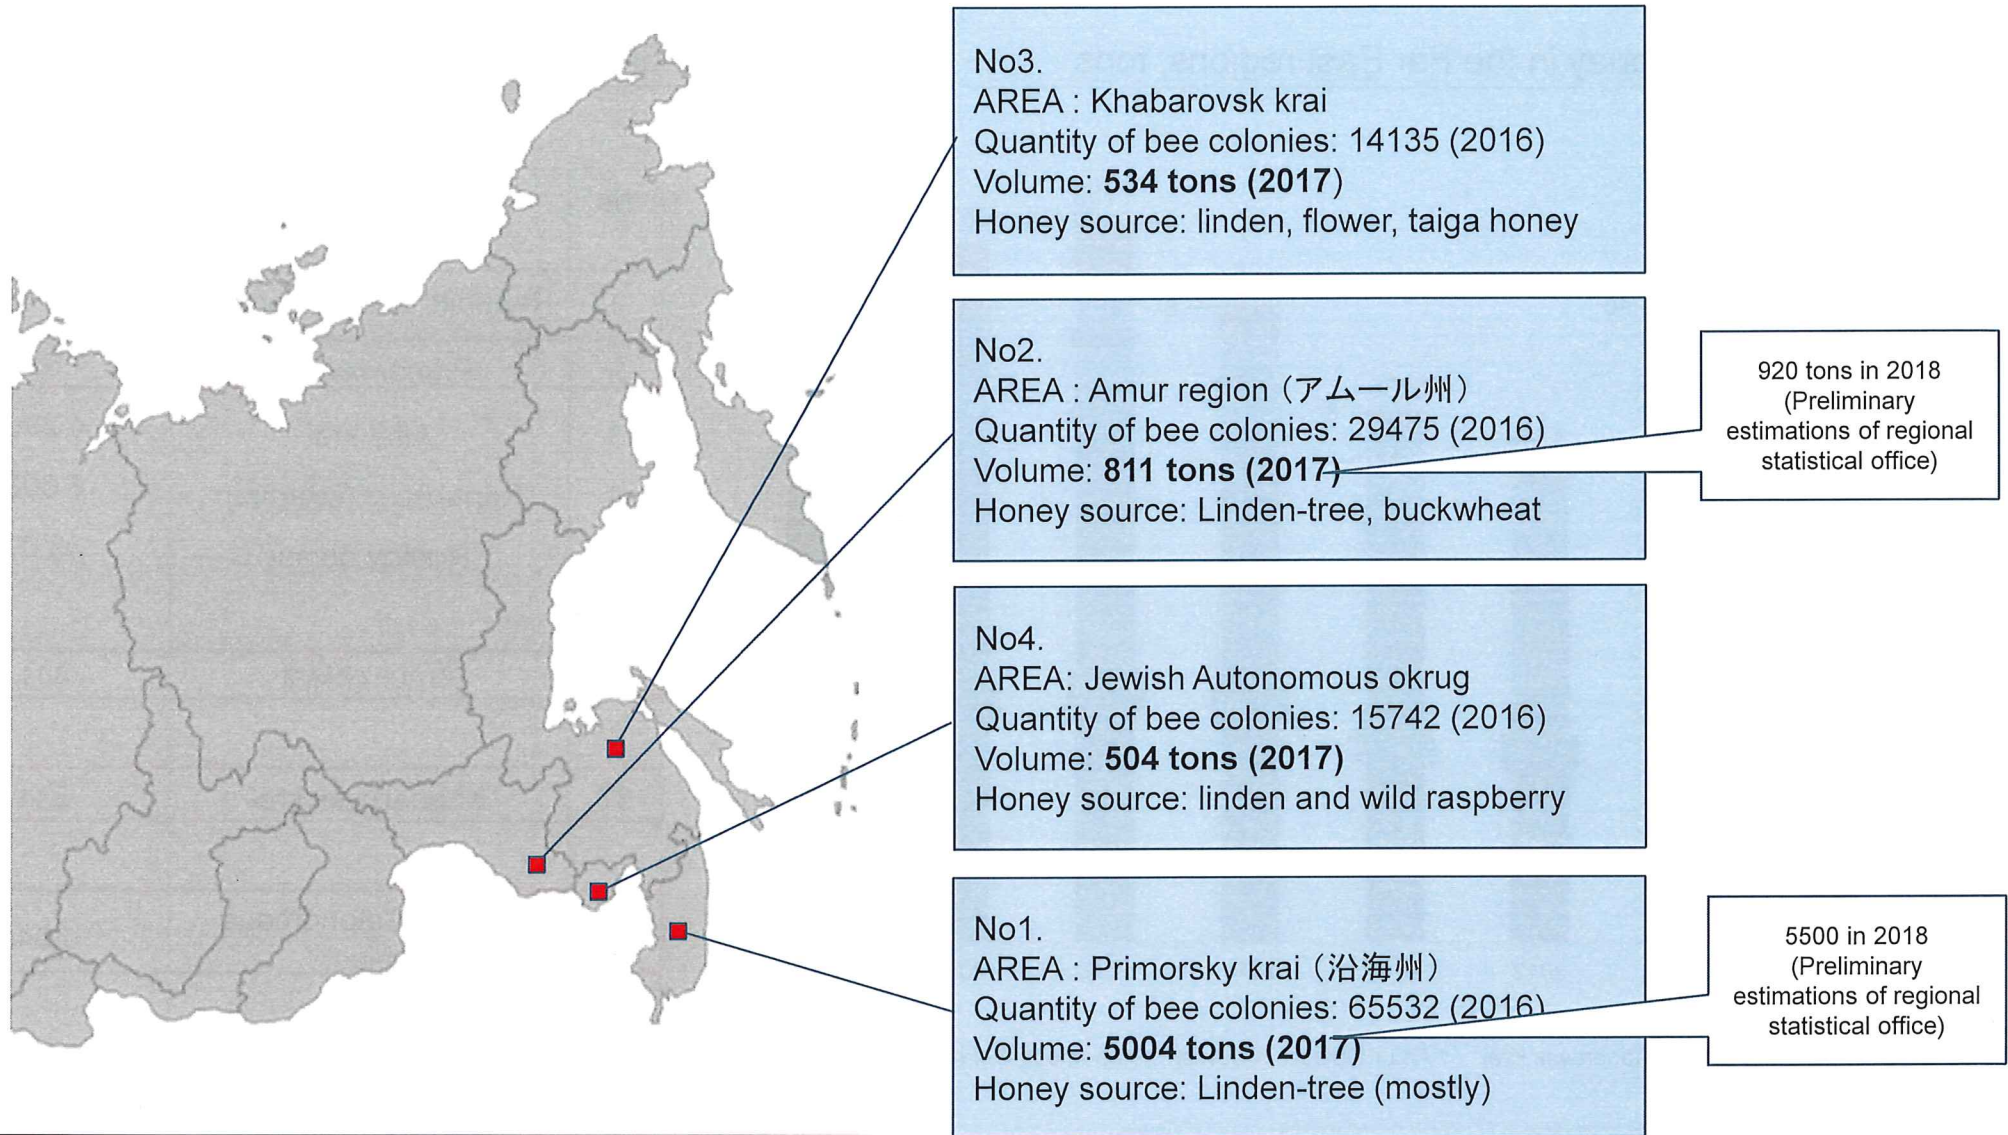 No3.
AREA : Khabarovsk krai
Quantity of bee colonies: 14135 (2016)
Volume: 534 tons (2017)
Honey source: linden, flower, taiga honey
No2.
AREA : Amur region（アムール州）
Quantity of bee colonies: 29475 (2016)
Volume: 811 tons (2017)
Honey source: Linden-tree, buckwheat
920 tons in 2018
(Preliminary
estimations of regional
statistical office)
No4.
AREA: Jewish Autonomous okrug
Quantity of bee colonies: 15742 (2016)
Volume: 504 tons (2017)
Honey source: linden and wild raspberry
No1.
AREA : Primorsky krai（沿海州）
Quantity of bee colonies: 65532 (2016)
Volume: 5004 tons (2017)
Honey source: Linden-tree (mostly)
5500 in 2018
(Preliminary
estimations of regional
statistical office)